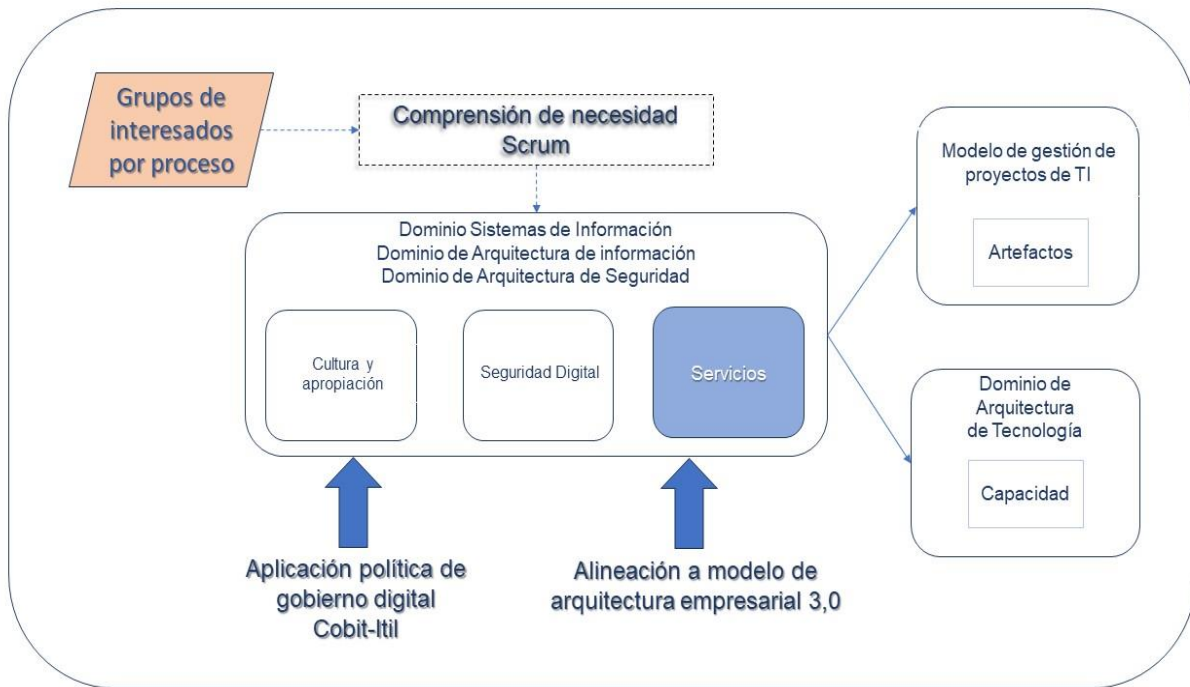 Grupos de
interesados
por proceso
Comprensión de necesidad
Scrum
Dominio Sistemas de Información
Dominio de Arquitectura de información
Dominio de Arquitectura de Seguridad
Cultura y
apropiación
Seguridad Digital
Servicios
Modelo de gestión de
proyectos de TI
Artefactos
Dominio de
Arquitectura
de Tecnología
Capacidad
Aplicación política de
gobierno digital
Cobit-Itil
Alineación a modelo de
arquitectura empresarial 3,0